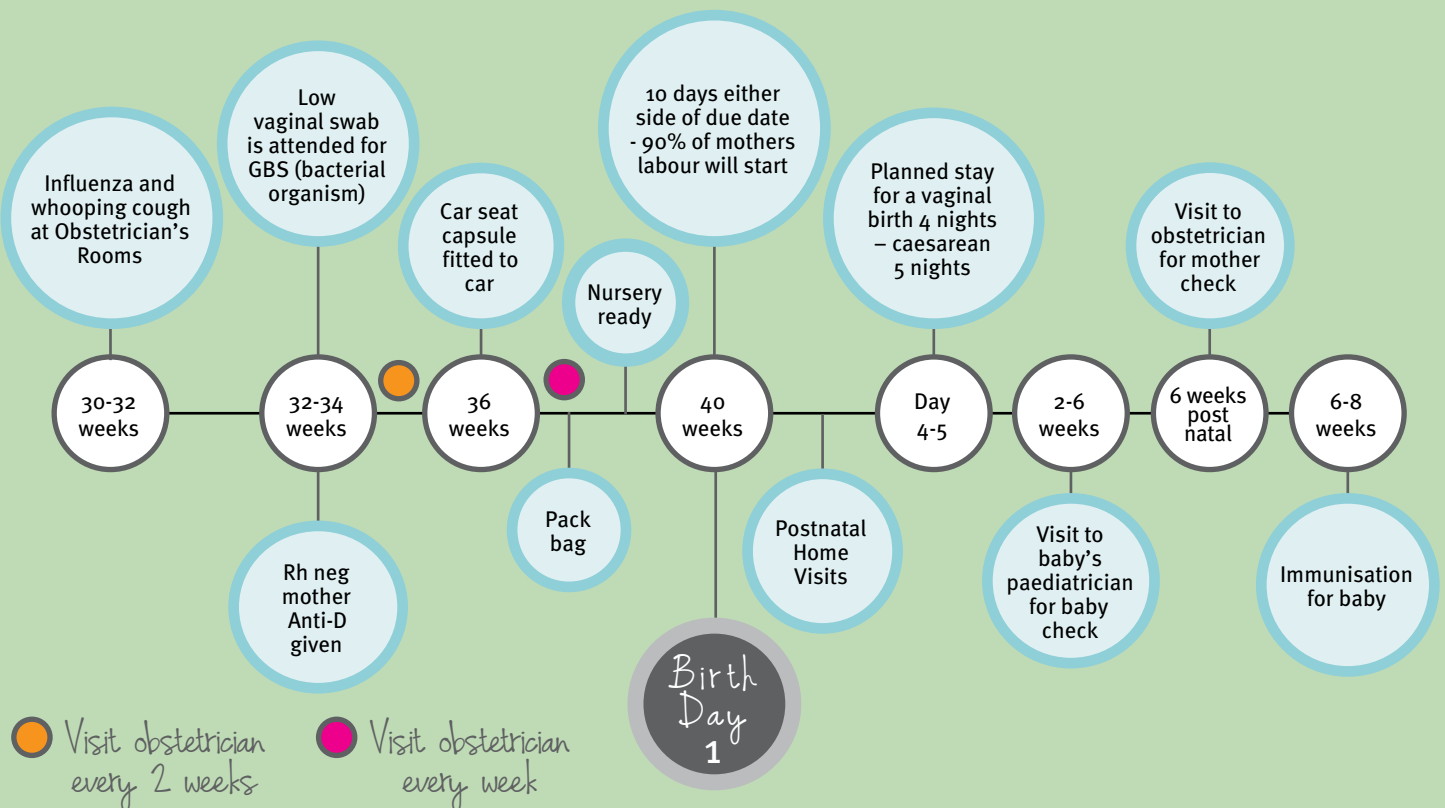 Influenza and
whooping cough
at Obstetrician's
Rooms
Low
vaginal swab
is attended for
GBS (bacterial
organism)
Car seat
capsule
fitted to
car
Nursery
ready
10 days either
side of due date
- 90% of mothers
labour will start
Planned stay
for a vaginal
birth 4 nights
– caesarean
5 nights
Visit to
obstetrician
for mother
check
30-32
weeks
32-34
weeks
36
weeks
40
weeks
Day
4-5
2-6
weeks
6 weeks
post
natal
6-8
weeks
Rh neg
mother
Anti-D
given
Pack
bag
Postnatal
Home
Visits
Visit to
baby's
paediatrician
for baby
check
Immunisation
for baby
Birth
Day
1
Visit obstetrician
every 2 weeks
Visit obstetrician
every week